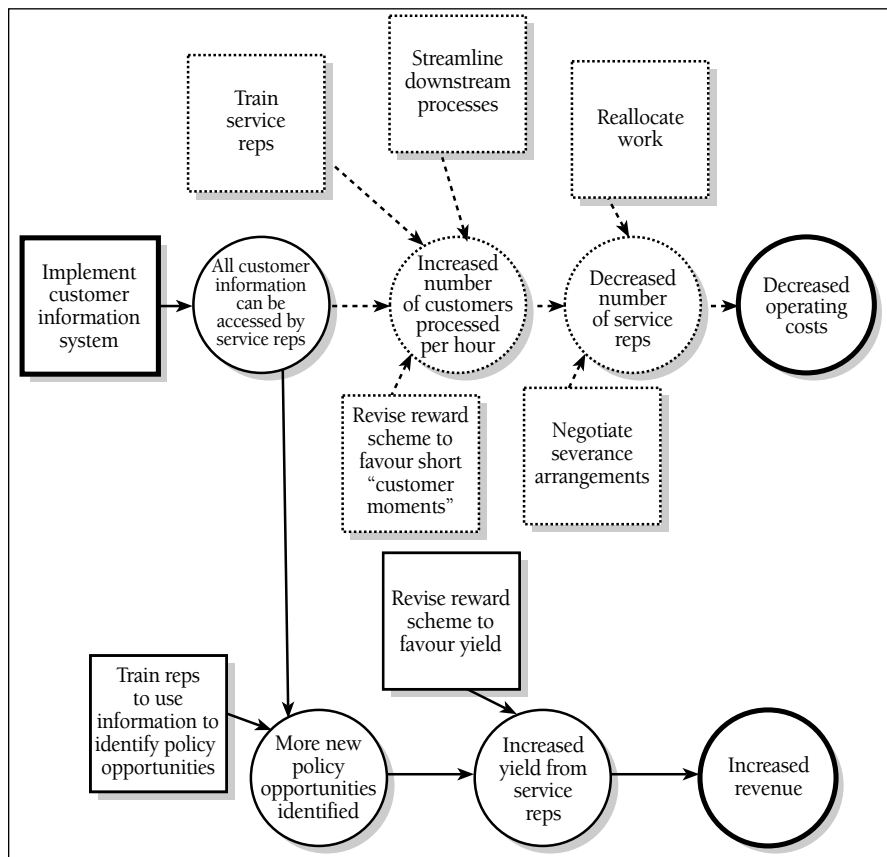 Streamline
downstream
processes
Train
service
reps
Reallocate
work
Implement
customer
information
system
All customer
information
can be
accessed by
service reps
Increased
number
of customers
processed
per hour
Decreased
number
of service
reps
Decreased
operating
costs
Revise reward
scheme to
favour short
“customer
moments”
Negotiate
severance
arrangements
Revise reward
scheme to
favour yield
Train reps
to use
information to
identify policy
opportunities
More new
policy
opportunities
identified
Increased
yield from
service
reps
Increased
revenue